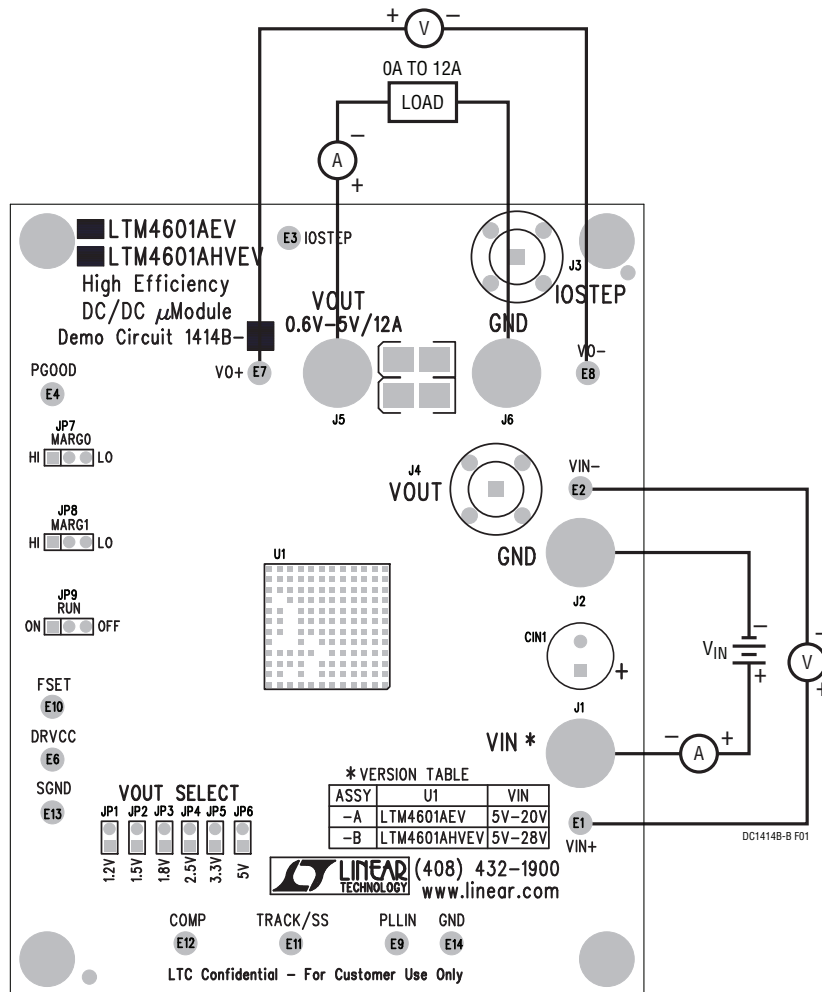 + V −
0A TO 12A
LOAD
−
A
+
LTM4601AEV
LTM4601AHVEV
High Efficiency
DC/DC μModule
Demo Circuit 1414B-
E3 IOSTEP
J3
IOSTEP
VOUT
0.6V-5V/12A
GND
VO+ E7
VO-
E8
J5
J6
PGOOD
E4
JP7
MARG0
HI LO
JP8
MARG1
HI LO
JP9
RUN
ON OFF
J4
VOUT
VIN-
E2
GND
J2
U1
CIN1
+
J1
VIN *
− A +
VIN
−
+
−
V
+
FSET
E10
DRVCC
E6
SGND
E13
VOUT SELECT
JP1 JP2 JP3 JP4 JP5 JP6
1.2V 1.5V 1.8V 2.5V 3.3V 5V
* VERSION TABLE
ASSY U1 VIN
-A LTM4601AEV 5V-20V
-B LTM4601AHVEV 5V-28V
E1
VIN+
DC1414B-B F01
LT LINEAR TECHNOLOGY
(408) 432-1900
www.linear.com
COMP
E12
TRACK/SS
E11
PLLIN
E9
GND
E14
LTC Confidential - For Customer Use Only